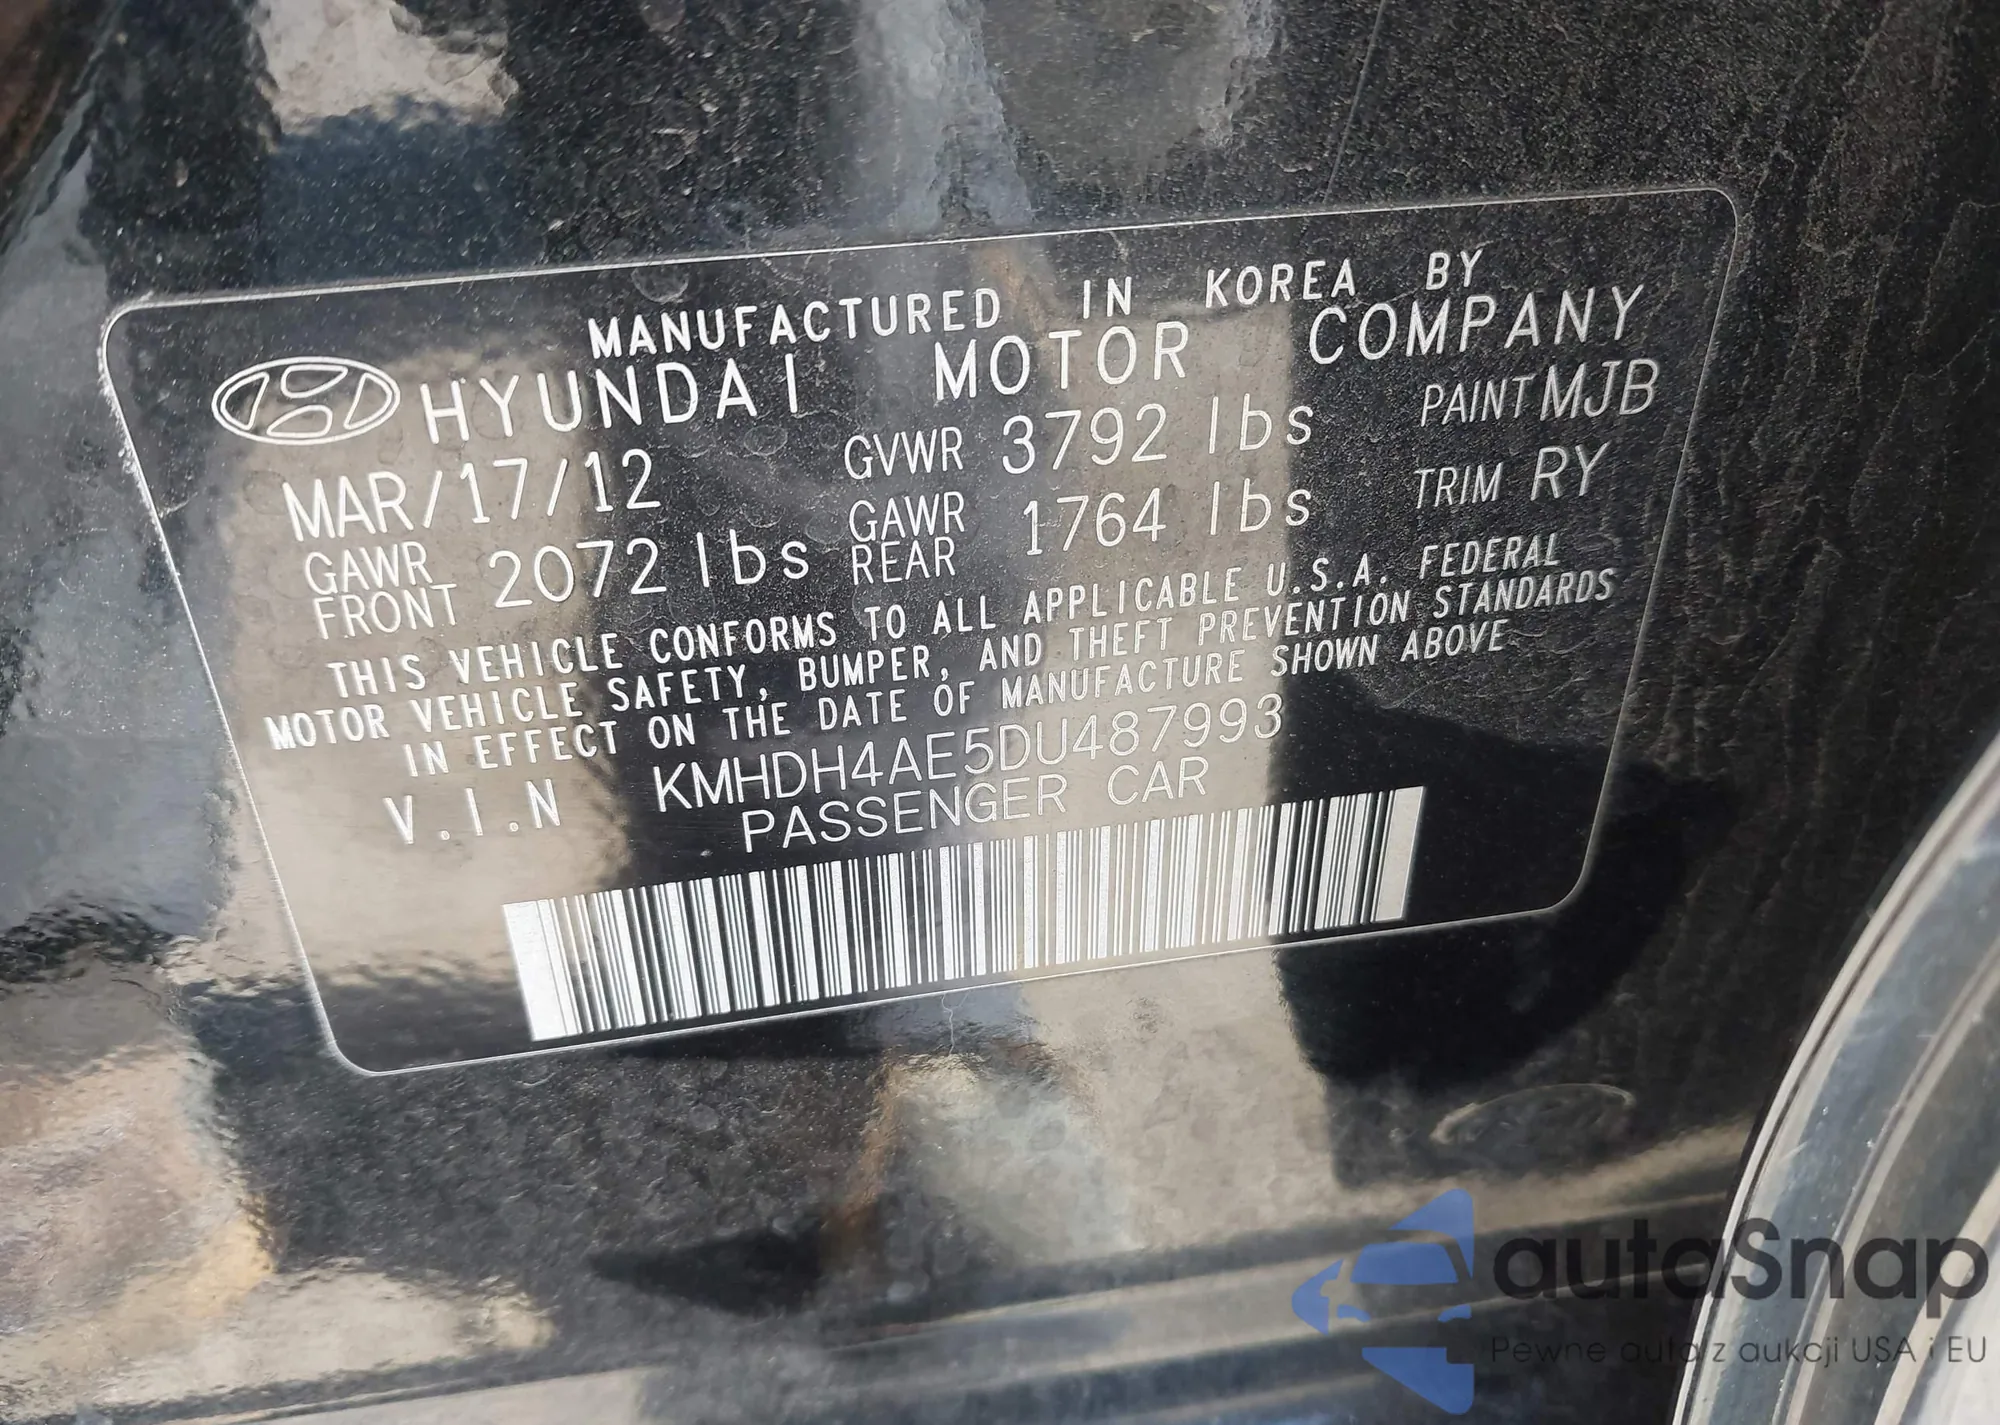 MANUFACTURED IN KOREA BY
HYUNDAI MOTOR COMPANY
MAR/17/12 GVWR 3792 lbs PAINT MJB
GAWR FRONT 2072 lbs GAWR REAR 1764 lbs TRIM RY
THIS VEHICLE CONFORMS TO ALL APPLICABLE U.S.A. FEDERAL
MOTOR VEHICLE SAFETY, BUMPER, AND THEFT PREVENTION STANDARDS
IN EFFECT ON THE DATE OF MANUFACTURE SHOWN ABOVE
V.I.N KMHDH4AE5DU487993
PASSENGER CAR
autaSnap
Pewne auta z aukcji USA i EU